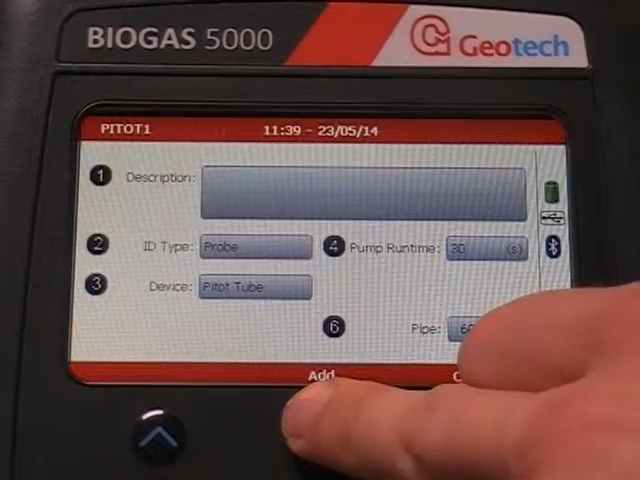 BIOGAS 5000
Geotech
PITOT1 11:39 - 23/05/14
1 Description:
2 ID Type: Probe 4 Pump Runtime: 30 (s)
3 Device: Pitot Tube
6 Pipe:
Add